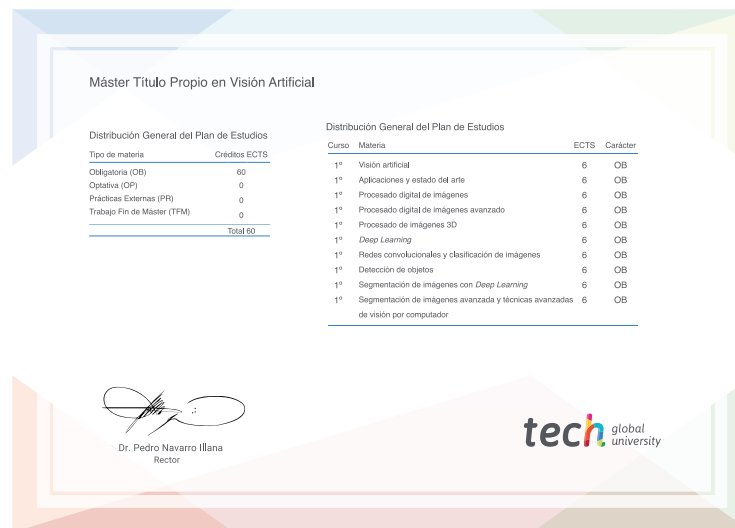 Máster Título Propio en Visión Artificial
Distribución General del Plan de Estudios
Tipo de materia Créditos ECTS
Obligatoria (OB) 60
Optativa (OP) 0
Prácticas Externas (PR) 0
Trabajo Fin de Máster (TFM) 0
Total 60
Distribución General del Plan de Estudios
Curso Materia ECTS Carácter
1º Visión artificial 6 OB
1º Aplicaciones y estado del arte 6 OB
1º Procesado digital de imágenes 6 OB
1º Procesado digital de imágenes avanzado 6 OB
1º Procesado de imágenes 3D 6 OB
1º Deep Learning 6 OB
1º Redes convolucionales y clasificación de imágenes 6 OB
1º Detección de objetos 6 OB
1º Segmentación de imágenes con Deep Learning 6 OB
1º Segmentación de imágenes avanzada y técnicas avanzadas 6 OB
de visión por computador
Dr. Pedro Navarro Illana
Rector
tech global
university